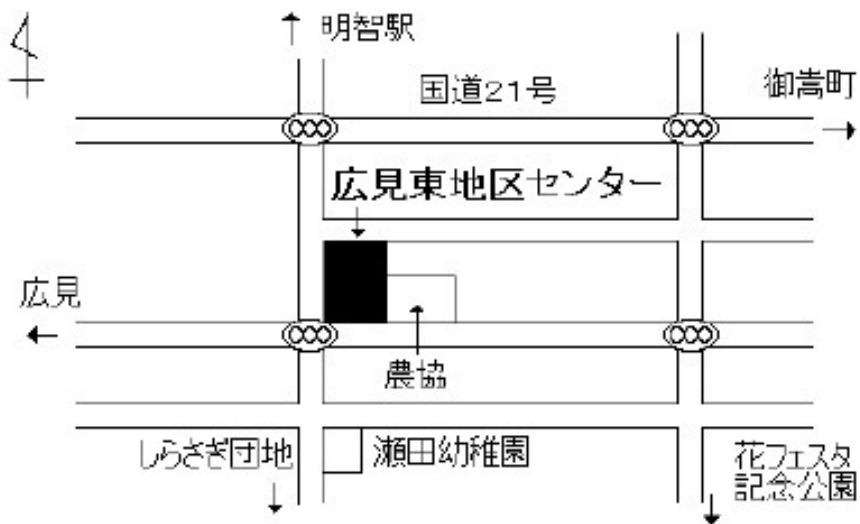 明智駅
国道21号
御嵩町
広見東地区センター
広見
農協
しらさぎ団地
瀬田幼稚園
花フェスタ
記念公園